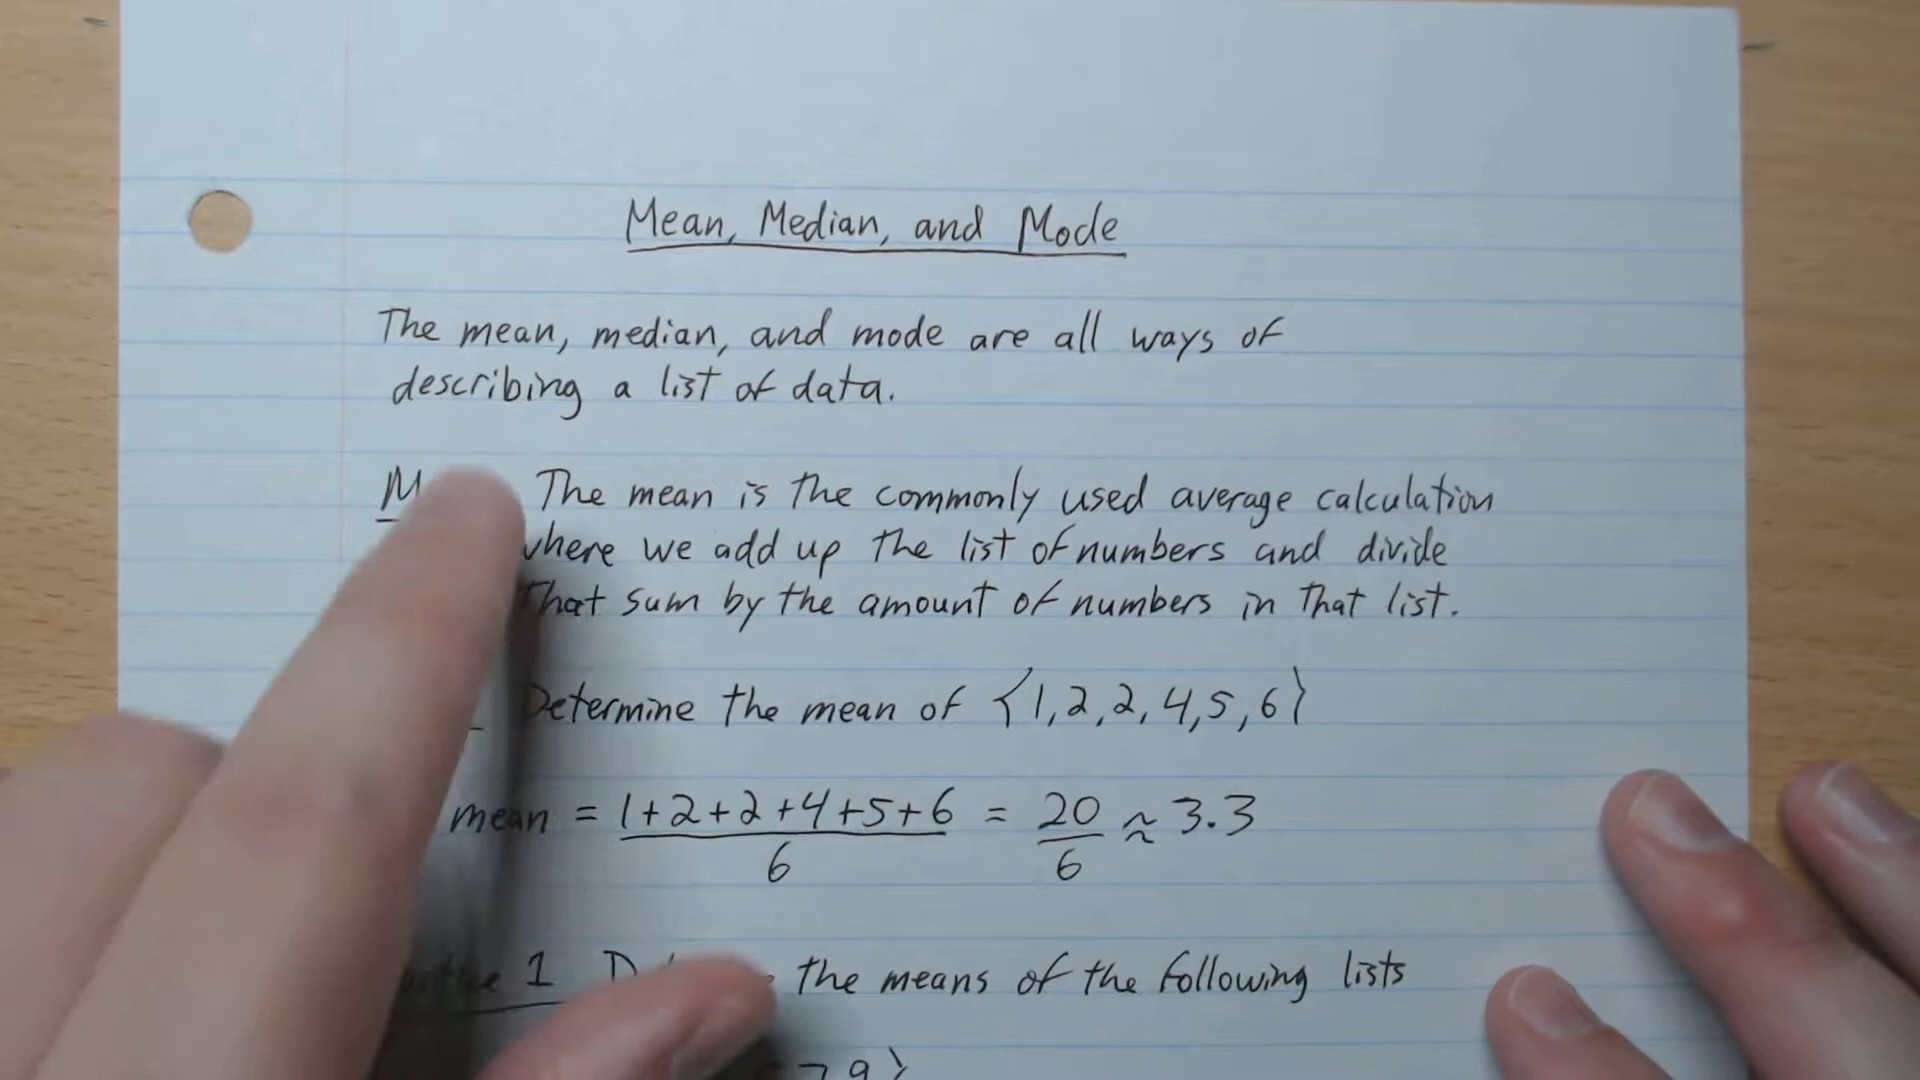 Mean, Median, and Mode
The mean, median, and mode are all ways of
describing a list of data.
The mean is the commonly used average calculation
where we add up the list of numbers and divide
that sum by the amount of numbers in that list.
Determine the mean of {1,2,2,4,5,6}
mean = 1+2+2+4+5+6 = 20 ≈ 3.3
6 6
1 the means of the following lists
9}